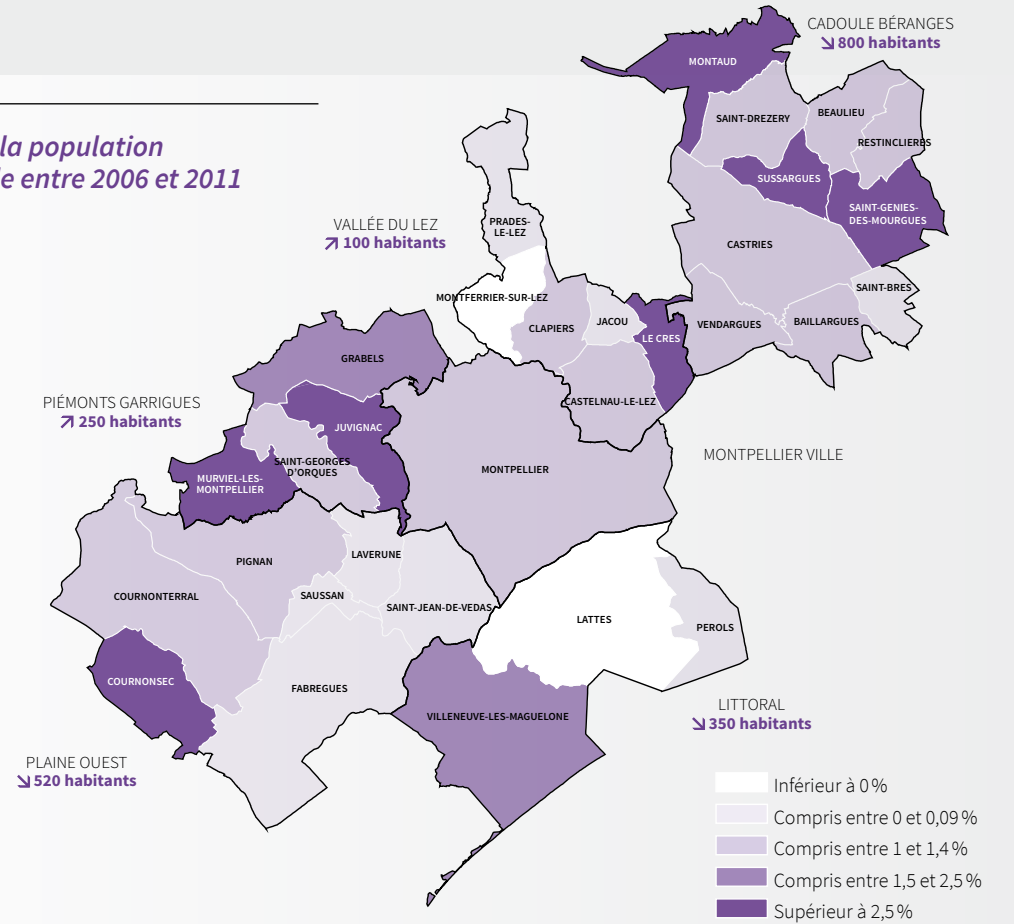 CADOULE BÉRANGES
↘ 800 habitants
la population
e entre 2006 et 2011
MONTAUD
SAINT-DREZERY
BEAULIEU
RESTINCLIERES
SUSSARGUES
SAINT-GENIES-
DES-MOURGUES
VALLÉE DU LEZ
↗ 100 habitants
PRADES-
LE-LEZ
CASTRIES
SAINT-BRES
MONTFERRIER-SUR-LEZ
CLAPIERS
JACOU
LE CRES
VENDARGUES
BAILLARGUES
GRABELS
PIÉMONTS GARRIGUES
↗ 250 habitants
CASTELNAU-LE-LEZ
JUVIGNAC
MONTPELLIER VILLE
SAINT-GEORGES
D'ORQUES
MONTPELLIER
MURVIEL-LES-
MONTPELLIER
PIGNAN
LAVERUNE
COURNONTERRAL
SAUSSAN
SAINT-JEAN-DE-VEDAS
LATTES
PEROLS
COURNONSEC
FABREGUES
VILLENEUVE-LES-MAGUELONE
LITTORAL
↘ 350 habitants
PLAINE OUEST
↘ 520 habitants
Inférieur à 0 %
Compris entre 0 et 0,09 %
Compris entre 1 et 1,4 %
Compris entre 1,5 et 2,5 %
Supérieur à 2,5 %